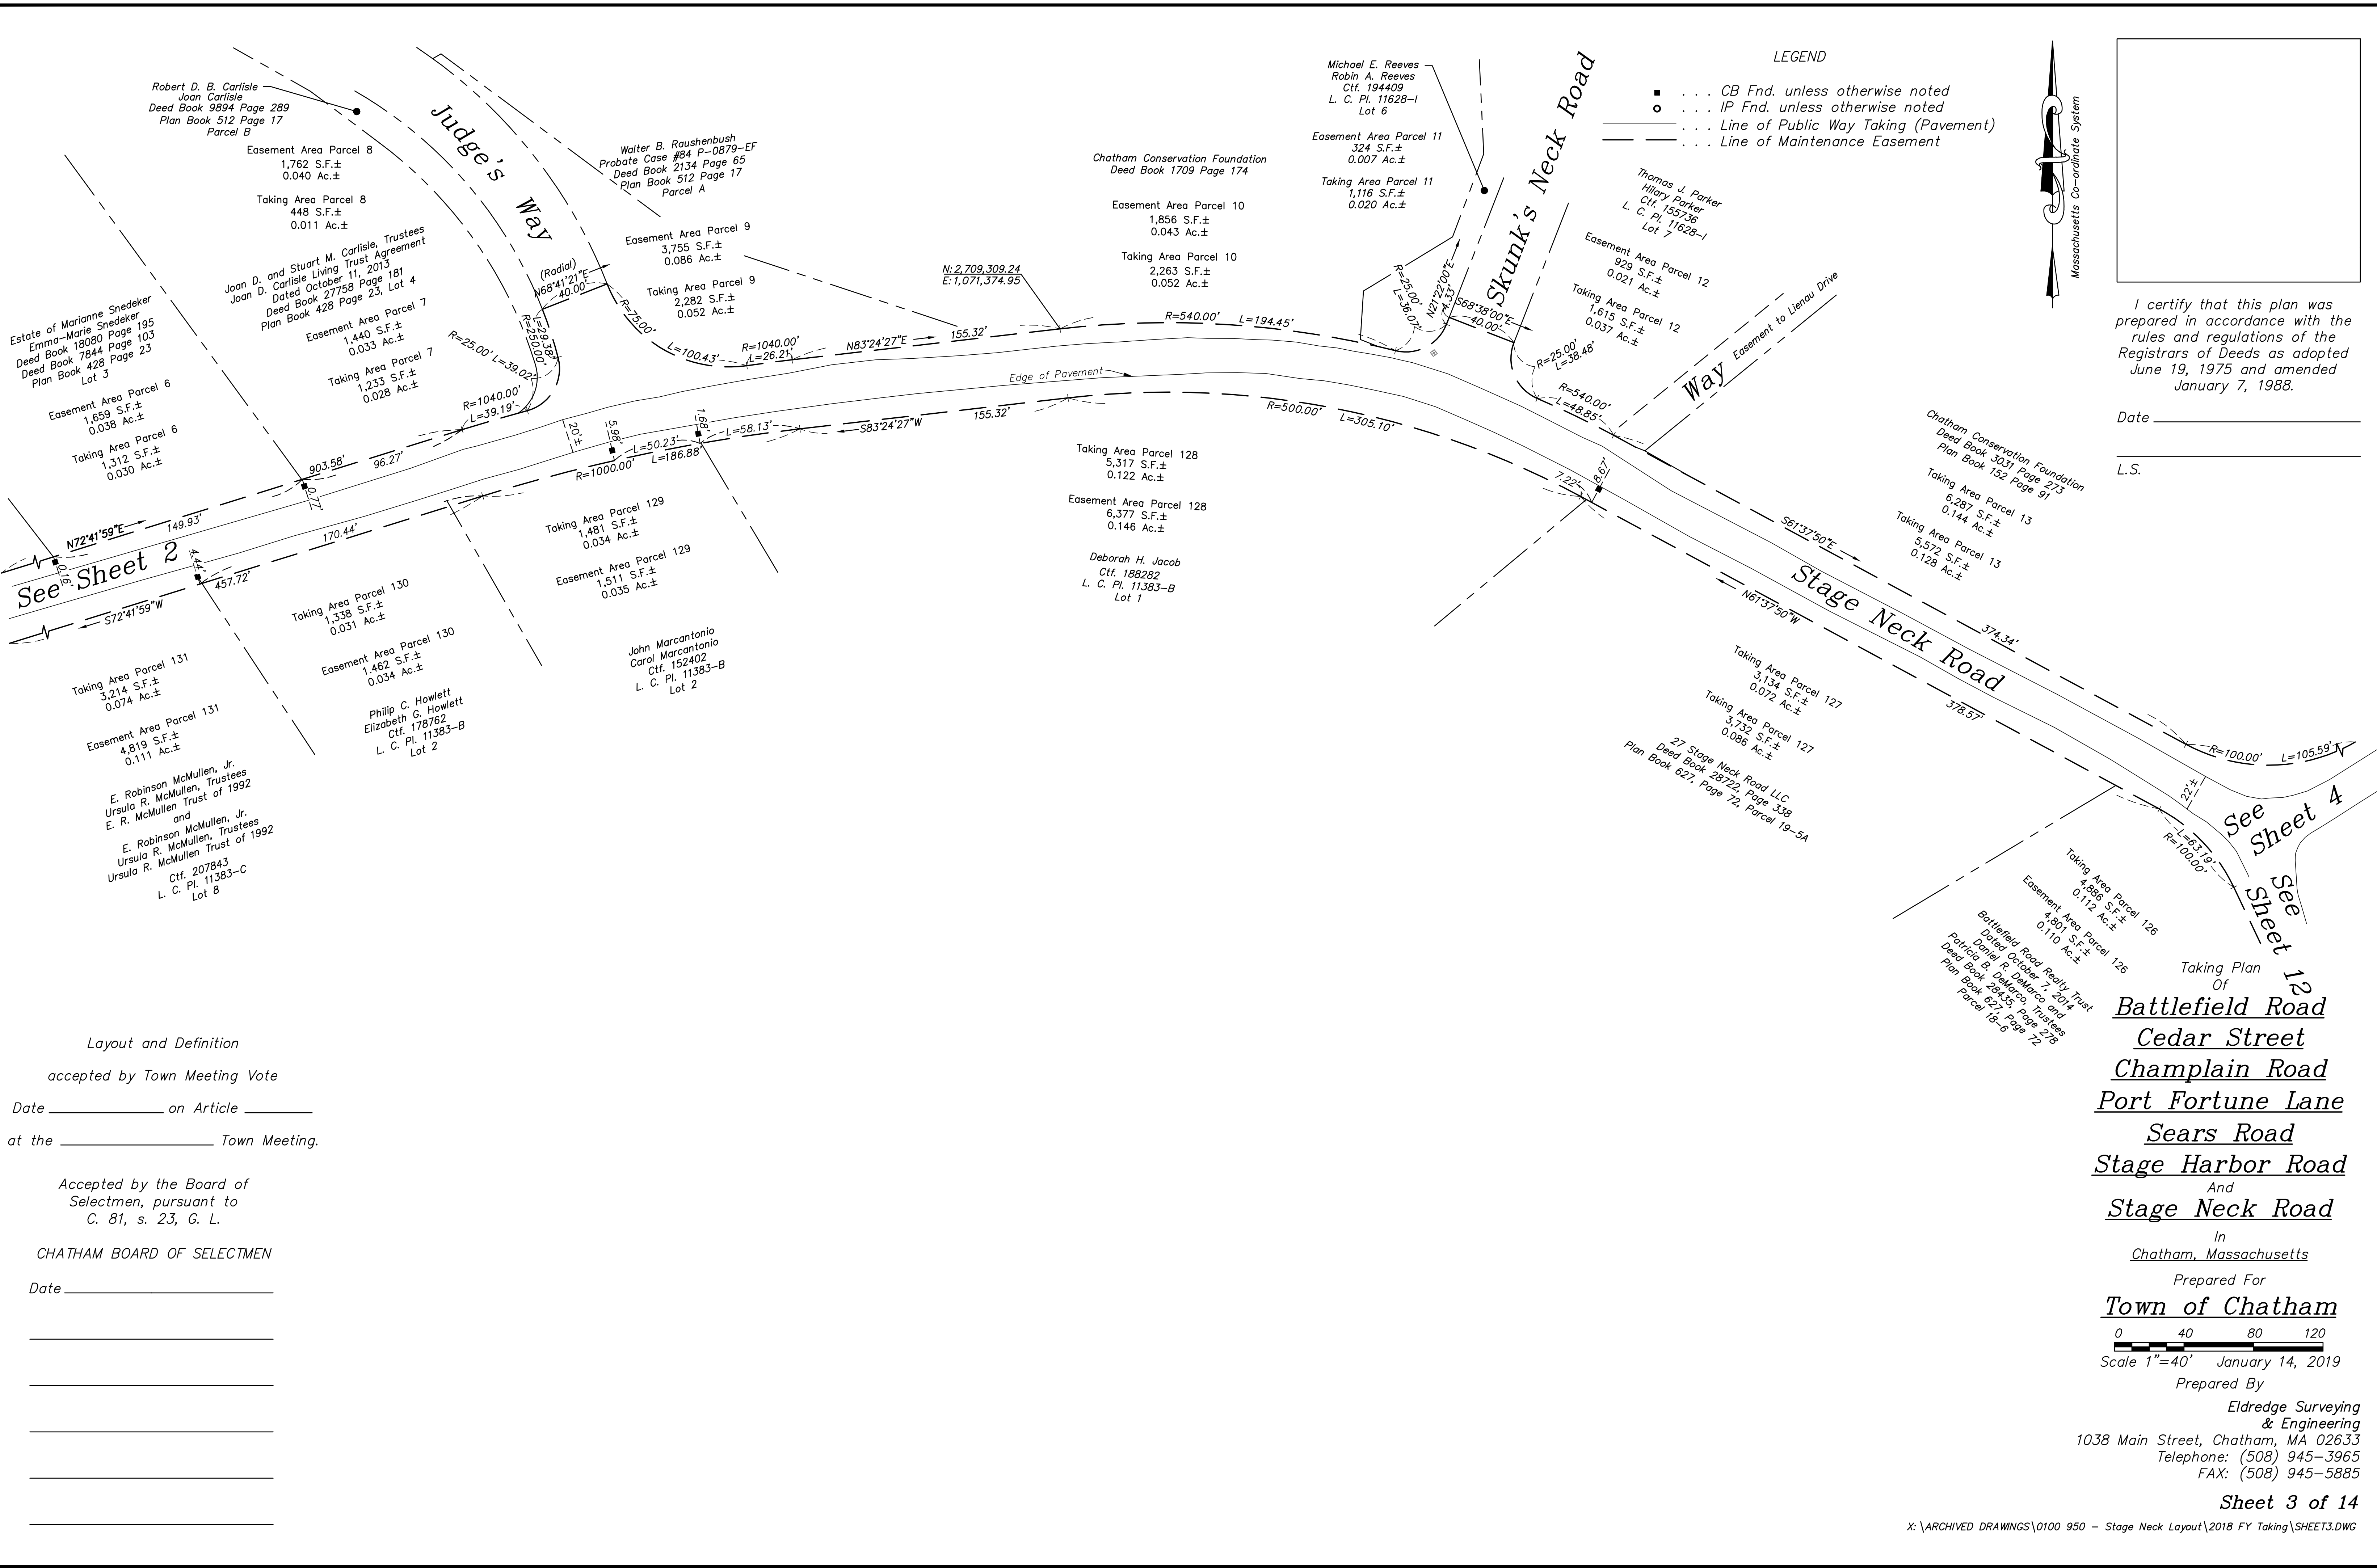 Robert D. B. Carlisle
Joan Carlisle
Deed Book 9894 Page 289
Plan Book 512 Page 17
Parcel B
Easement Area Parcel 8
1,762 S.F.±
0.040 Ac.±
Taking Area Parcel 8
448 S.F.±
0.011 Ac.±
Joan D. and Stuart M. Carlisle, Trustees
Joan D. Carlisle Living Trust Agreement
Dated October 11, 2013
Deed Book 27758 Page 181
Plan Book 428 Page 23, Lot 4
Easement Area Parcel 7
1,440 S.F.±
0.033 Ac.±
Taking Area Parcel 7
1,233 S.F.±
0.028 Ac.±
Estate of Marianne Snedeker
Emma-Marie Snedeker
Deed Book 18080 Page 195
Deed Book 7844 Page 103
Plan Book 428 Page 23
Lot 3
Easement Area Parcel 6
1,659 S.F.±
0.038 Ac.±
Taking Area Parcel 6
1,312 S.F.±
0.030 Ac.±
Judge's Way
Walter B. Raushenbush
Probate Case #84 P-0879-EF
Deed Book 2134 Page 65
Plan Book 512 Page 17
Parcel A
Easement Area Parcel 9
3,755 S.F.±
0.086 Ac.±
Taking Area Parcel 9
2,282 S.F.±
0.052 Ac.±
(Radial)
N68°41'21"E
40.00'
R=75.00'
L=100.43'
L=29.38'
R=250.00'
R=25.00' L=39.02'
R=1040.00'
L=39.19'
R=1040.00'
L=26.21'
N83°24'27"E
155.32'
N: 2,709,309.24
E: 1,071,374.95
Chatham Conservation Foundation
Deed Book 1709 Page 174
Easement Area Parcel 10
1,856 S.F.±
0.043 Ac.±
Taking Area Parcel 10
2,263 S.F.±
0.052 Ac.±
R=540.00' L=194.45'
Edge of Pavement
Michael E. Reeves
Robin A. Reeves
Ctf. 194409
L. C. Pl. 11628-I
Lot 6
Easement Area Parcel 11
324 S.F.±
0.007 Ac.±
Taking Area Parcel 11
1,116 S.F.±
0.020 Ac.±
R=25.00'
L=36.07'
N21°22'00"E
74.33'
Skunk's Neck Road
S68°38'00"E
40.00'
Thomas J. Parker
Hilary Parker
Ctf. 155736
L. C. Pl. 11628-I
Lot 7
Easement Area Parcel 12
929 S.F.±
0.021 Ac.±
Taking Area Parcel 12
1,615 S.F.±
0.037 Ac.±
R=25.00'
L=38.48'
R=540.00'
L=48.85'
Way
Easement to Lienau Drive
LEGEND
. . . CB Fnd. unless otherwise noted
. . . IP Fnd. unless otherwise noted
. . . Line of Public Way Taking (Pavement)
. . . Line of Maintenance Easement
Massachusetts Co-ordinate System
I certify that this plan was
prepared in accordance with the
rules and regulations of the
Registrars of Deeds as adopted
June 19, 1975 and amended
January 7, 1988.
Date
L.S.
Chatham Conservation Foundation
Deed Book 3031 Page 273
Plan Book 152 Page 91
Taking Area Parcel 13
6,287 S.F.±
0.144 Ac.±
Taking Area Parcel 13
5,572 S.F.±
0.128 Ac.±
903.58'
96.27'
0.77'
N72°41'59"E
149.93'
0.16'
See Sheet 2
S72°41'59"W
4.44'
457.72'
170.44'
20'±
5.98'
1.68'
L=50.23'
L=58.13'
R=1000.00'
L=186.88'
S83°24'27"W
155.32'
R=500.00' L=305.10'
7.22'
8.67'
S61°37'50"E
374.34'
N61°37'50"W
378.57'
Stage Neck Road
R=100.00' L=105.59'
22'±
L=63.19'
R=100.00'
See
Sheet 4
See
Sheet 12
Taking Area Parcel 131
3,214 S.F.±
0.074 Ac.±
Easement Area Parcel 131
4,819 S.F.±
0.111 Ac.±
E. Robinson McMullen, Jr.
Ursula R. McMullen, Trustees
E. R. McMullen Trust of 1992
and
E. Robinson McMullen, Jr.
Ursula R. McMullen, Trustees
Ursula R. McMullen Trust of 1992
Ctf. 207843
L. C. Pl. 11383-C
Lot 8
Taking Area Parcel 130
1,338 S.F.±
0.031 Ac.±
Easement Area Parcel 130
1.462 S.F.±
0.034 Ac.±
Philip C. Howlett
Elizabeth G. Howlett
Ctf. 178762
L. C. Pl. 11383-B
Lot 2
Taking Area Parcel 129
1,481 S.F.±
0.034 Ac.±
Easement Area Parcel 129
1,511 S.F.±
0.035 Ac.±
John Marcantonio
Carol Marcantonio
Ctf. 152402
L. C. Pl. 11383-B
Lot 2
Taking Area Parcel 128
5,317 S.F.±
0.122 Ac.±
Easement Area Parcel 128
6,377 S.F.±
0.146 Ac.±
Deborah H. Jacob
Ctf. 188282
L. C. Pl. 11383-B
Lot 1
Taking Area Parcel 127
3,134 S.F.±
0.072 Ac.±
Taking Area Parcel 127
3,732 S.F.±
0.086 Ac.±
27 Stage Neck Road LLC
Deed Book 28722, Page 338
Plan Book 627, Page 72, Parcel 19-5A
Taking Area Parcel 126
4,886 S.F.±
0.112 Ac.±
Easement Area Parcel 126
4,801 S.F.±
0.110 Ac.±
Battlefield Road Realty Trust
Dated October 7, 2014
Daniel R. DeMarco and
Patricia B. DeMarco, Trustees
Deed Book 28435, Page 278
Plan Book 627, Page 72
Parcel 18-6
Layout and Definition
accepted by Town Meeting Vote
Date on Article
at the Town Meeting.
Accepted by the Board of
Selectmen, pursuant to
C. 81, s. 23, G. L.
CHATHAM BOARD OF SELECTMEN
Date
Taking Plan
Of
Battlefield Road
Cedar Street
Champlain Road
Port Fortune Lane
Sears Road
Stage Harbor Road
And
Stage Neck Road
In
Chatham, Massachusetts
Prepared For
Town of Chatham
0 40 80 120
Scale 1"=40' January 14, 2019
Prepared By
Eldredge Surveying
& Engineering
1038 Main Street, Chatham, MA 02633
Telephone: (508) 945-3965
FAX: (508) 945-5885
Sheet 3 of 14
X: \ARCHIVED DRAWINGS\0100 950 - Stage Neck Layout\2018 FY Taking\SHEET3.DWG